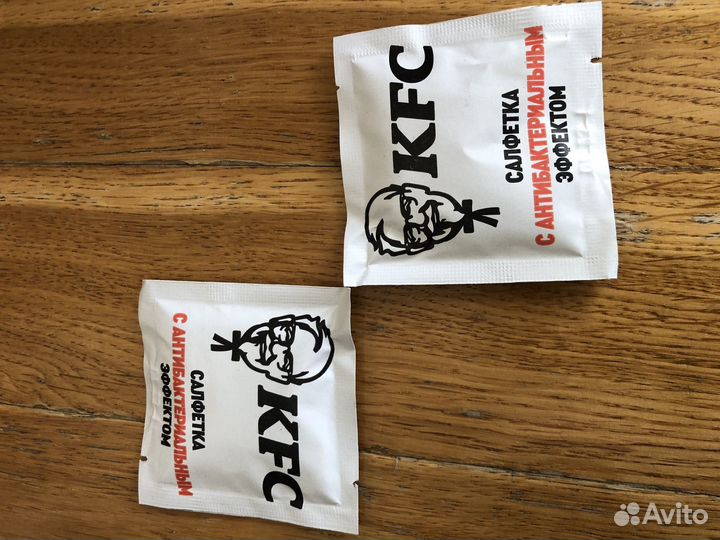 KFC
САЛФЕТКА
С АНТИБАКТЕРИАЛЬНЫМ
ЭФФЕКТОМ
KFC
САЛФЕТКА
С АНТИБАКТЕРИАЛЬНЫМ
ЭФФЕКТОМ
Avito